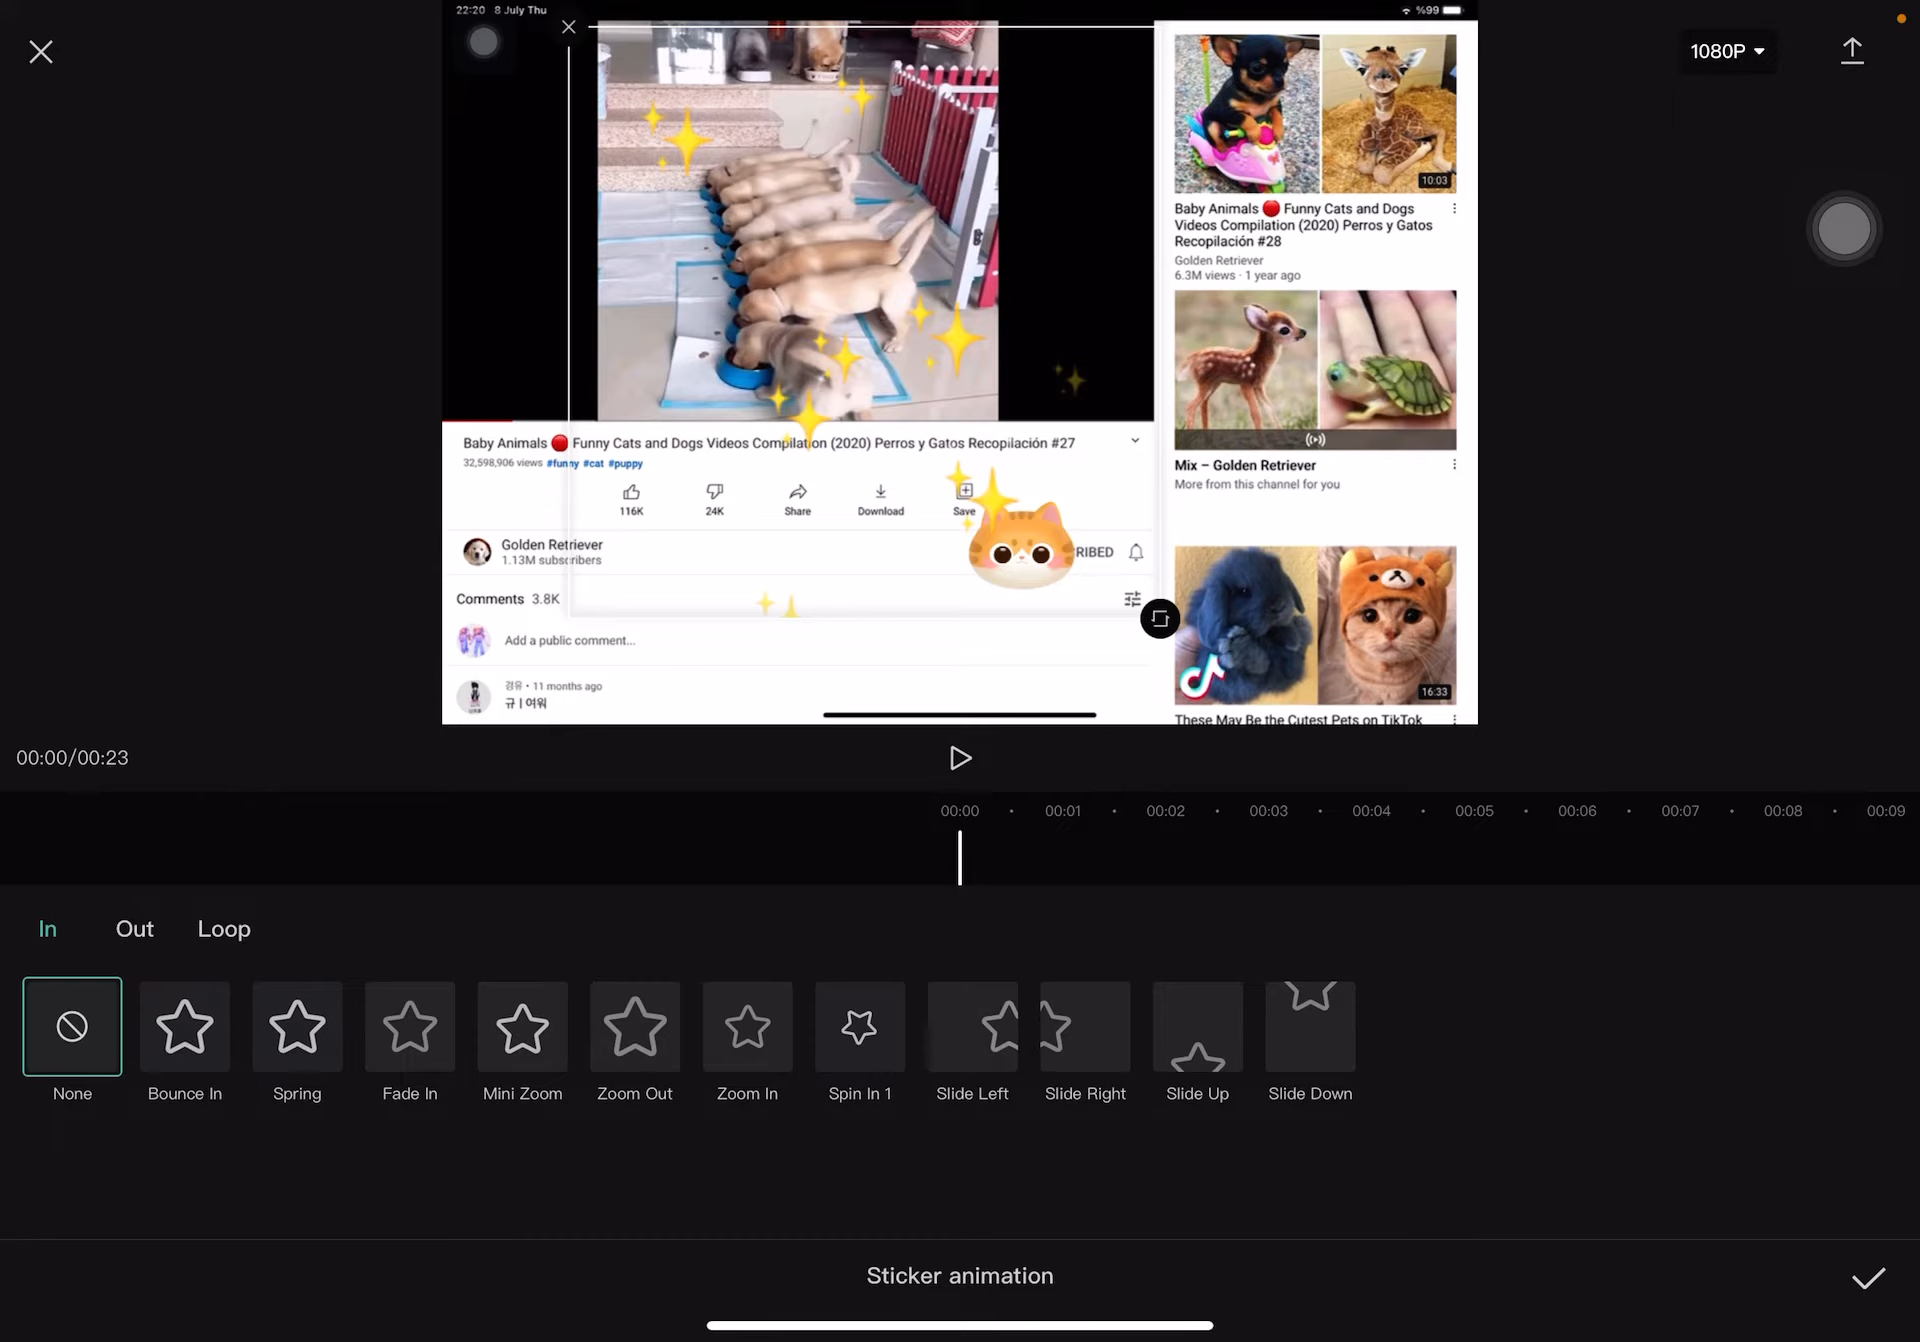 22:20 8 July Thu
%99
1080P
10:03
Baby Animals 🔴 Funny Cats and Dogs
Videos Compilation (2020) Perros y Gatos
Recopilación #28
Golden Retriever
6.3M views · 1 year ago
Mix – Golden Retriever
More from this channel for you
16:33
These May Be the Cutest Pets on TikTok
Baby Animals 🔴 Funny Cats and Dogs Videos Compilation (2020) Perros y Gatos Recopilación #27
32,598,906 views #funny #cat #puppy
116K
24K
Share
Download
Save
Golden Retriever
1.13M subscribers
RIBED
Comments 3.8K
Add a public comment...
경유 • 11 months ago
규 | 여워
00:00/00:23
00:00 00:01 00:02 00:03 00:04 00:05 00:06 00:07 00:08 00:09
In Out Loop
None Bounce In Spring Fade In Mini Zoom Zoom Out Zoom In Spin In 1 Slide Left Slide Right Slide Up Slide Down
Sticker animation